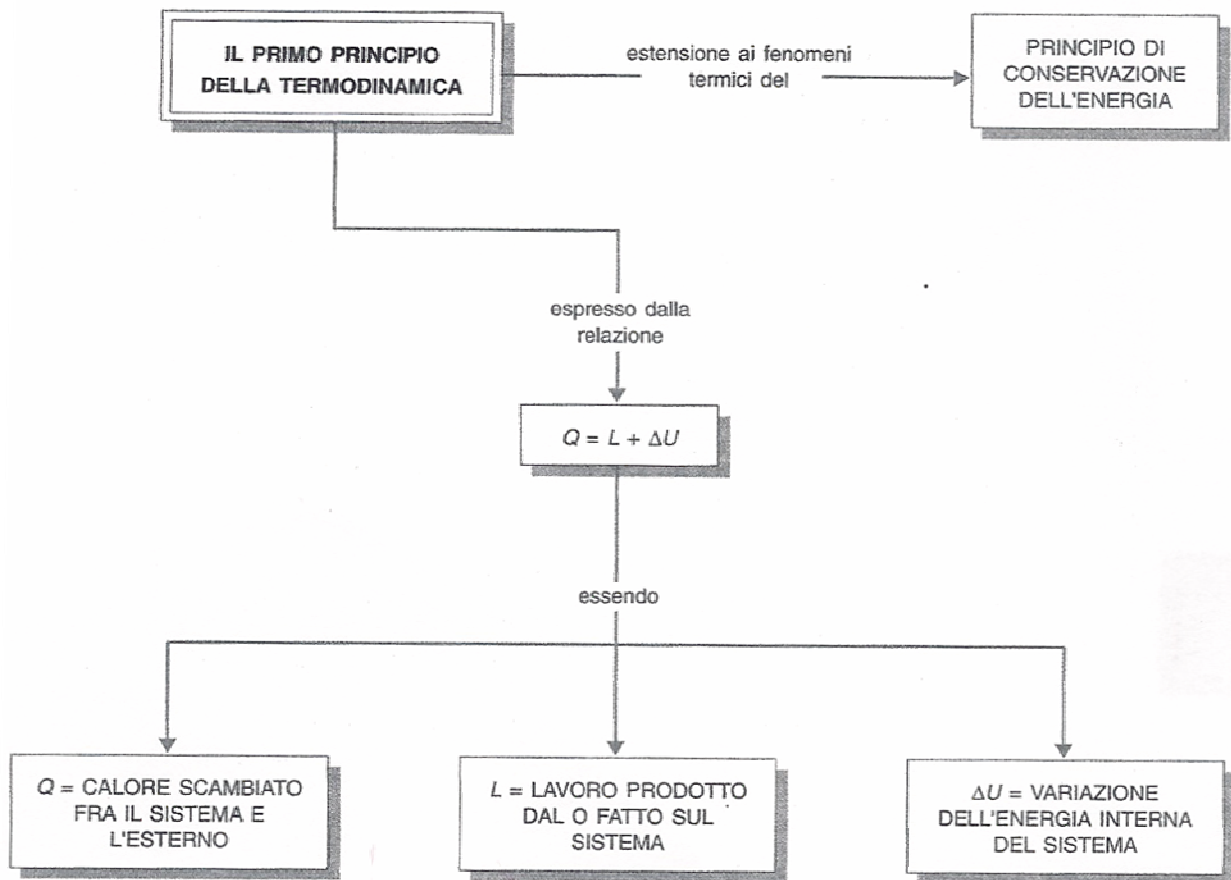 IL PRIMO PRINCIPIO
DELLA TERMODINAMICA
estensione ai fenomeni
termici del
PRINCIPIO DI
CONSERVAZIONE
DELL'ENERGIA
espresso dalla
relazione
Q = L + ΔU
essendo
Q = CALORE SCAMBIATO
FRA IL SISTEMA E
L'ESTERNO
L = LAVORO PRODOTTO
DAL O FATTO SUL
SISTEMA
ΔU = VARIAZIONE
DELL'ENERGIA INTERNA
DEL SISTEMA